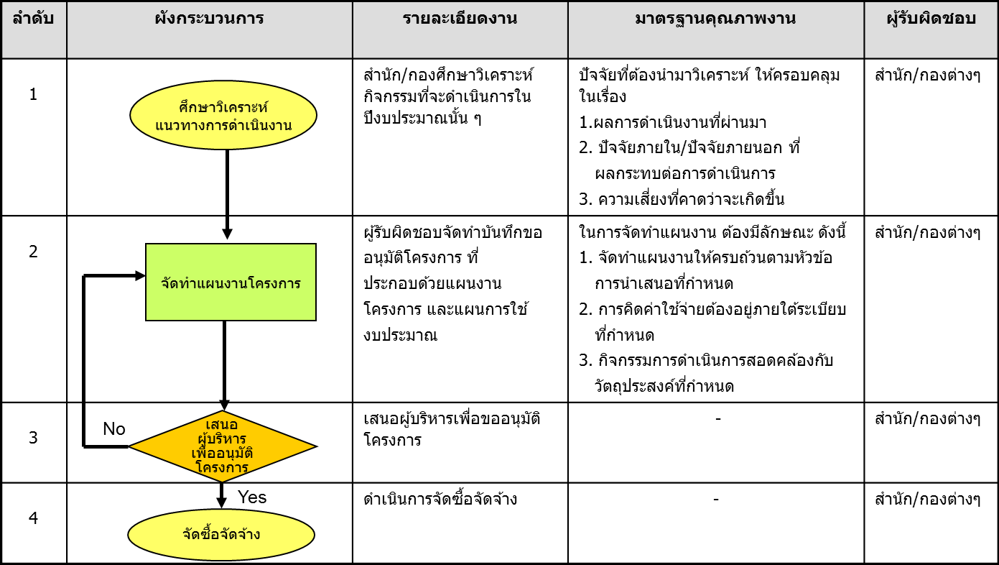 ลำดับ
ผังกระบวนการ
รายละเอียดงาน
มาตรฐานคุณภาพงาน
ผู้รับผิดชอบ
1
ศึกษาวิเคราะห์
แนวทางการดำเนินงาน
สำนัก/กองศึกษาวิเคราะห์
กิจกรรมที่จะดำเนินการใน
ปีงบประมาณนั้น ๆ
ปัจจัยที่ต้องนำมาวิเคราะห์ ให้ครอบคลุม
ในเรื่อง
1.ผลการดำเนินงานที่ผ่านมา
2. ปัจจัยภายใน/ปัจจัยภายนอก ที่
ผลกระทบต่อการดำเนินการ
3. ความเสี่ยงที่คาดว่าจะเกิดขึ้น
สำนัก/กองต่างๆ
2
จัดทำแผนงานโครงการ
ผู้รับผิดชอบจัดทำบันทึกขอ
อนุมัติโครงการ ที่
ประกอบด้วยแผนงาน
โครงการ และแผนการใช้
งบประมาณ
ในการจัดทำแผนงาน ต้องมีลักษณะ ดังนี้
1. จัดทำแผนงานให้ครบถ้วนตามหัวข้อ
การนำเสนอที่กำหนด
2. การคิดค่าใช้จ่ายต้องอยู่ภายใต้ระเบียบ
ที่กำหนด
3. กิจกรรมการดำเนินการสอดคล้องกับ
วัตถุประสงค์ที่กำหนด
สำนัก/กองต่างๆ
3
No
เสนอ
ผู้บริหาร
เพื่ออนุมัติ
โครงการ
เสนอผู้บริหารเพื่อขออนุมัติ
โครงการ
-
สำนัก/กองต่างๆ
4
Yes
จัดซื้อจัดจ้าง
ดำเนินการจัดซื้อจัดจ้าง
-
สำนัก/กองต่างๆ